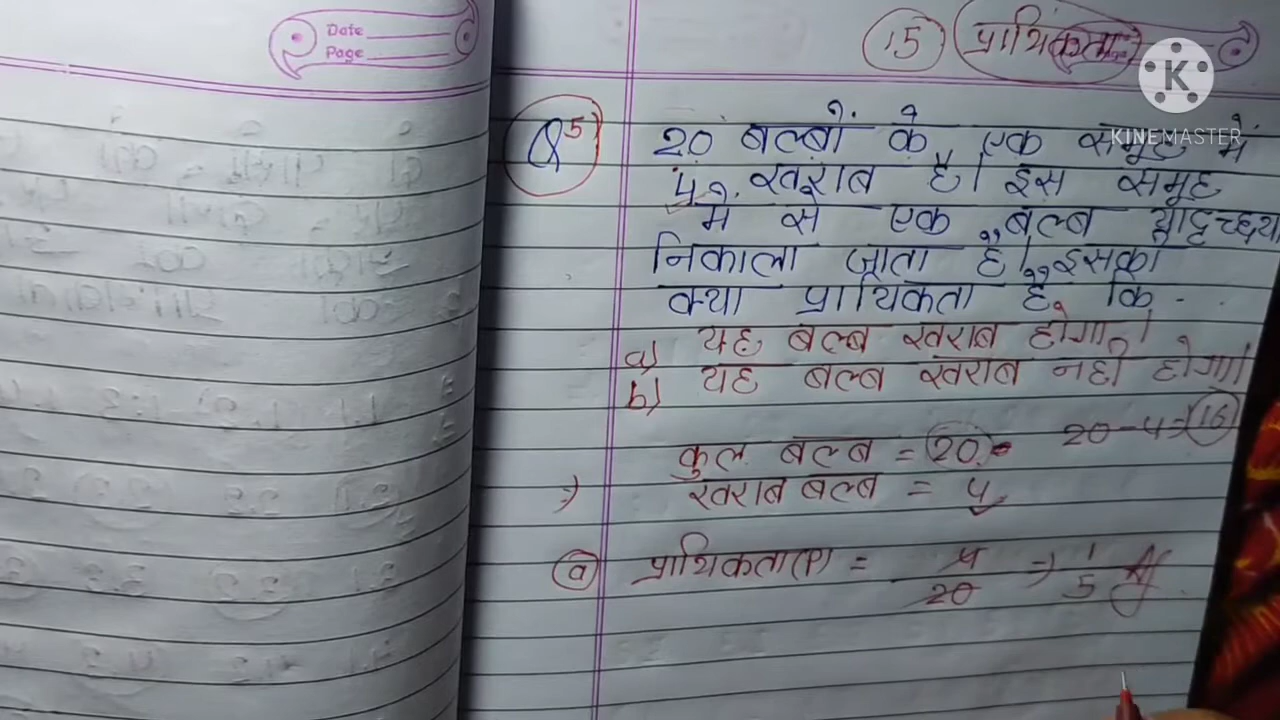 Date
Page
15 प्रायिकता
KINEMASTER
Q5 20 बल्बों के एक समूह में
4 खराब है। इस समूह
में से एक बल्ब यादृच्छया
निकाला जाता है। इसकी
क्या प्रायिकता है कि
a) यह बल्ब खराब होगा।
b) यह बल्ब खराब नही होगा।
कुल बल्ब = 20 20-4=16
=) खराब बल्ब = 4
(a) प्रायिकता(P) = 4/20 =) 1/5